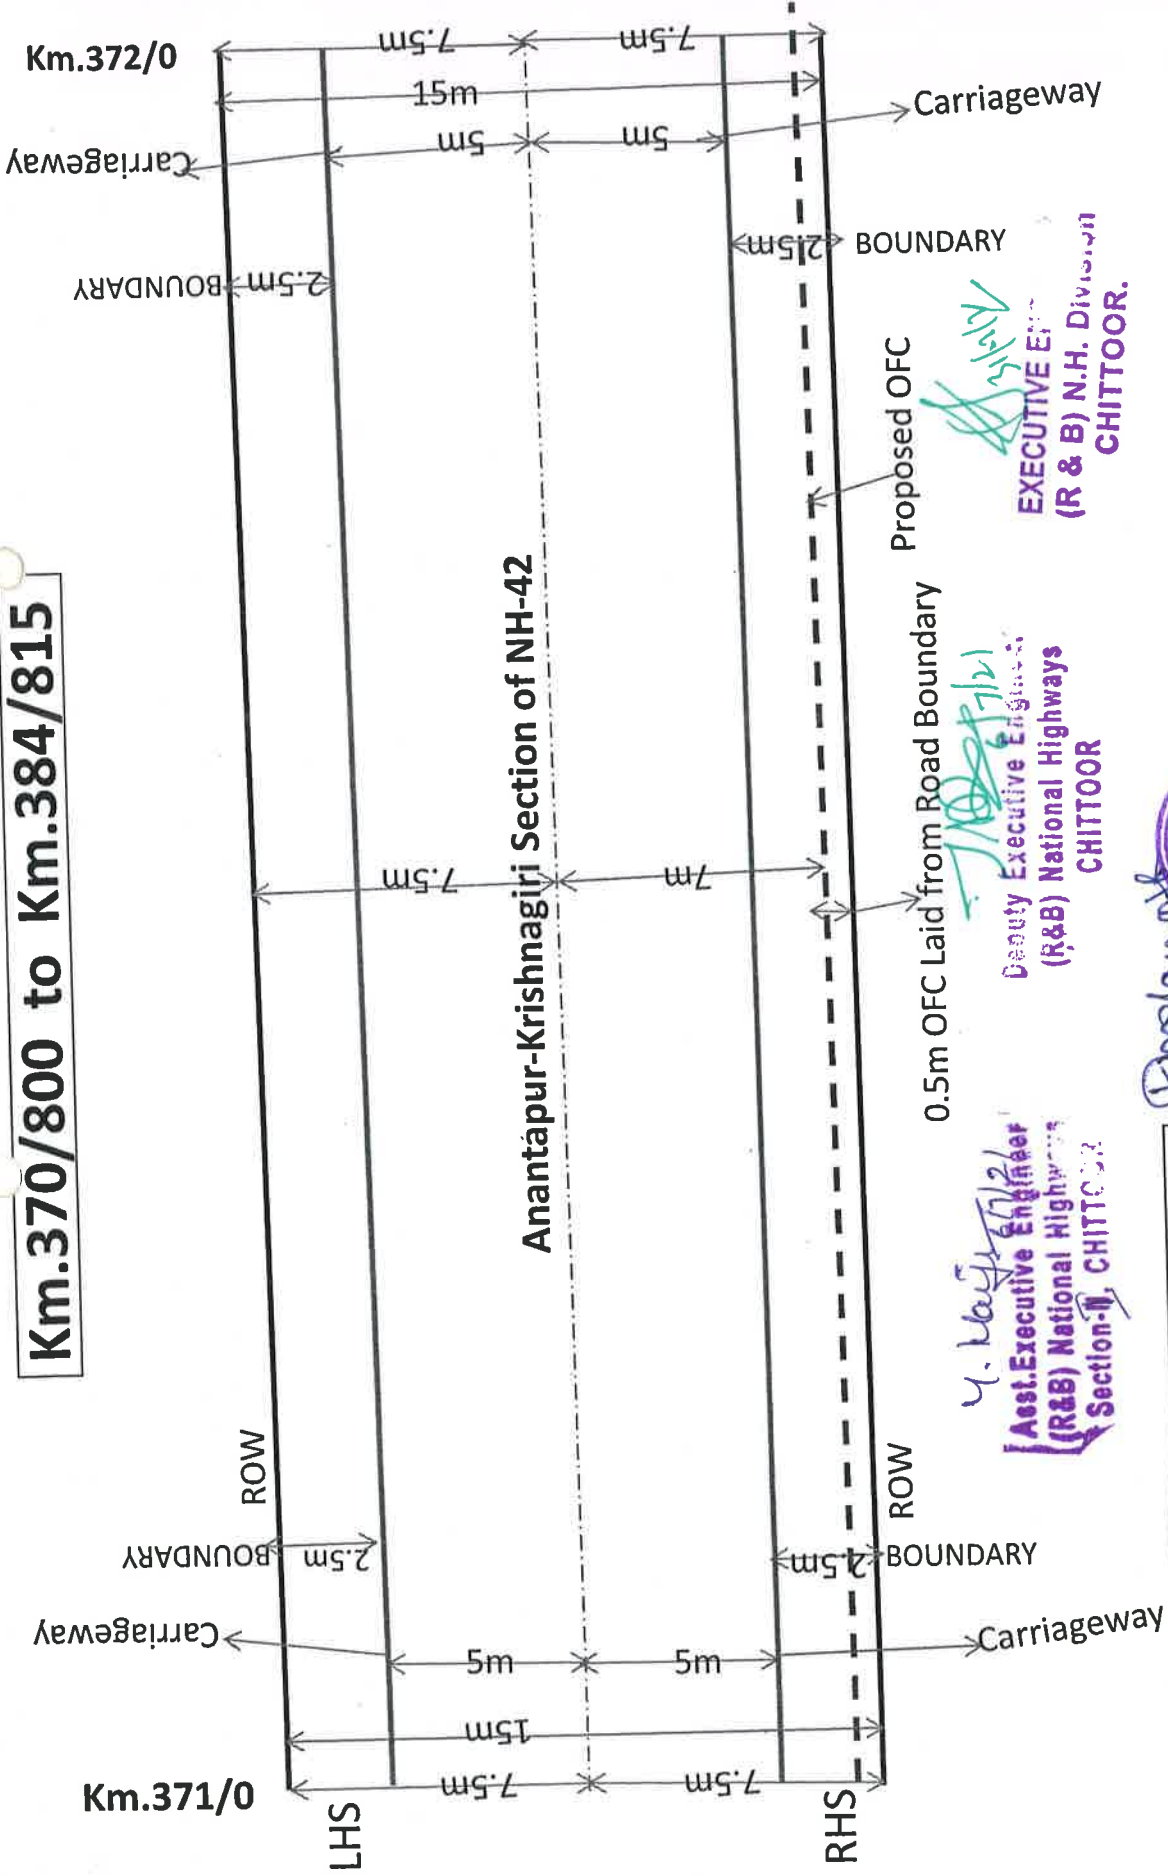 Km.370/800 to Km.384/815
Km.372/0
7.5m
7.5m
15m
Carriageway
5m
5m
Carriageway
BOUNDARY
2.5m
2.5m
BOUNDARY
Proposed OFC
Anantapur-Krishnagiri Section of NH-42
7.5m
7m
0.5m OFC Laid from Road Boundary
ROW
ROW
BOUNDARY
2.5m
2.5m
BOUNDARY
Carriageway
5m
5m
Carriageway
15m
7.5m
7.5m
Km.371/0
LHS
RHS
Asst.Executive Engineer
(R&B) National
Section-II, CHITTOOR
Deputy Executive Engineer
(R&B) National Highways
CHITTOOR
EXECUTIVE
(R & B) N.H. Division
CHITTOOR.